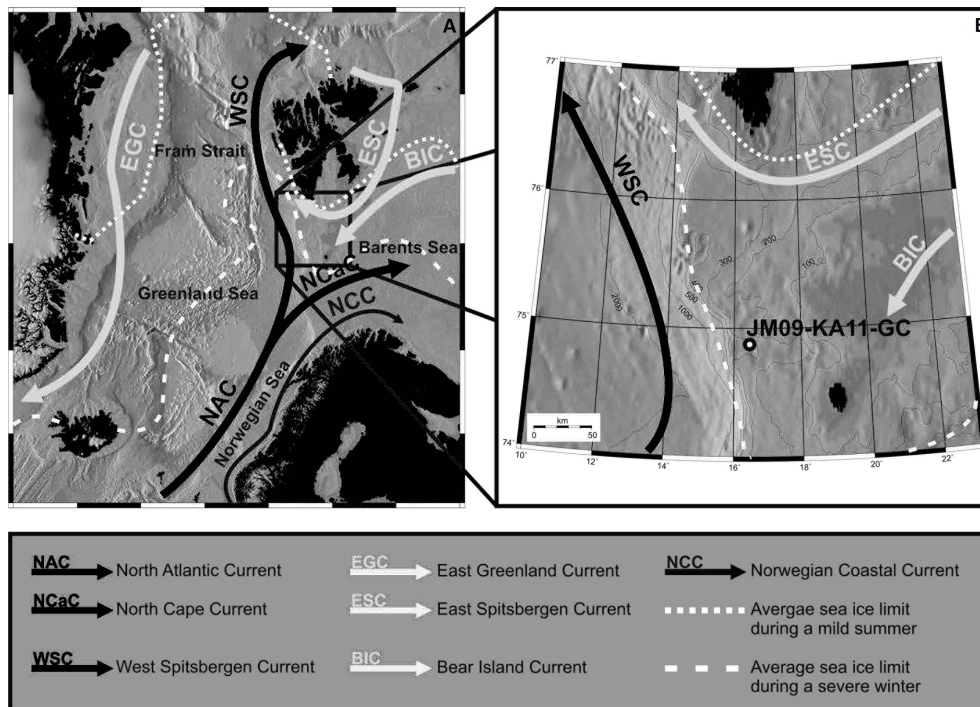 A
WSC
EGC
Fram Strait
ESC
BIC
Barents Sea
NCaC
Greenland Sea
NCC
NAC
Norwegian Sea
77°
76°
75°
74°
WSC
ESC
BIC
200
300
100
500
1000
2000
JM09-KA11-GC
km
0
50
10°
12°
14°
16°
18°
20°
22°
NAC
North Atlantic Current
EGC
East Greenland Current
NCC
Norwegian Coastal Current
NCaC
North Cape Current
ESC
East Spitsbergen Current
Avergae sea ice limit
during a mild summer
WSC
West Spitsbergen Current
BIC
Bear Island Current
Average sea ice limit
during a severe winter